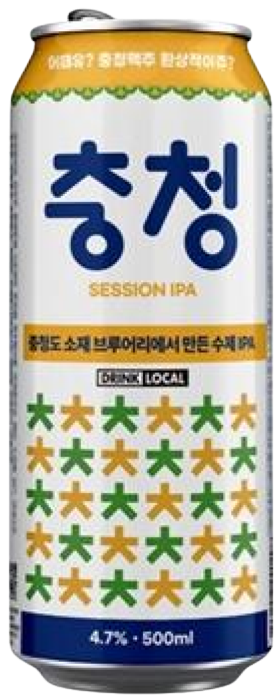 어때유? 충청맥주 환상적이쥬?
충청
SESSION IPA
충청도 소재 브루어리에서 만든 수제 IPA
DRINK LOCAL
4.7% · 500ml